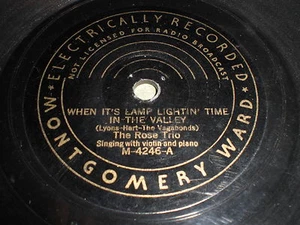 ★ ELECTRICALLY RECORDED ★
NOT LICENSED FOR RADIO BROADCAST
WHEN IT'S LAMP LIGHTIN' TIME
IN THE VALLEY
(Lyons-Hart-The Vagabonds)
The Rose Trio
Singing with violin and piano
M-4246-A
MONTGOMERY WARD